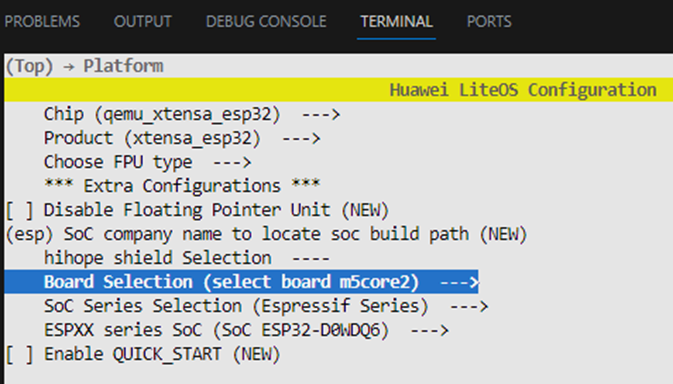 PROBLEMS OUTPUT DEBUG CONSOLE TERMINAL PORTS
(Top) → Platform
Huawei LiteOS Configuration
Chip (qemu_xtensa_esp32) --->
Product (xtensa_esp32) --->
Choose FPU type --->
*** Extra Configurations ***
[ ] Disable Floating Pointer Unit (NEW)
(esp) SoC company name to locate soc build path (NEW)
hihope shield Selection ----
Board Selection (select board m5core2) --->
SoC Series Selection (Espressif Series) --->
ESPXX series SoC (SoC ESP32-D0WDQ6) --->
[ ] Enable QUICK_START (NEW)